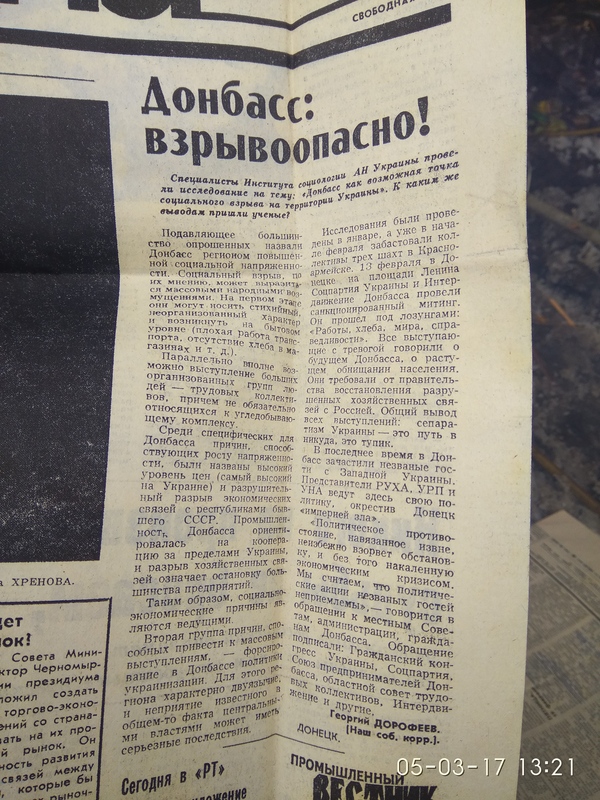 СВОБОДНАЯ
Донбасс:
взрывоопасно!
Специалисты Института социологии АН Украины прове-
ли исследование на тему: «Донбасс как возможная точка
социального взрыва на территории Украины». К каким же
выводам пришли ученые?
Подавляющее большин-
ство опрошенных назвали
Донбасс регионом повышен-
ной социальной напряженно-
сти. Социальный взрыв, по
их мнению, может выразить-
ся массовыми народными воз-
мущениями. На первом этапе
они могут носить стихийный,
неорганизованный характер
и возникнуть на бытовом
уровне (плохая работа транс-
порта, отсутствие хлеба в ма-
газинах и т. д.).
Параллельно вполне воз-
можно выступление больших
организованных групп лю-
дей — трудовых коллекти-
вов, причем не обязательно
относящихся к угледобываю-
щему комплексу.
Среди специфических для
Донбасса причин, способ-
ствующих росту напряженно-
сти, были названы высокий
уровень цен (самый высокий
на Украине) и разрушитель-
ный разрыв экономических
связей с республиками быв-
шего СССР. Промышлен-
ность Донбасса ориенти-
ровалась на коопера-
цию за пределами Украины,
и разрыв хозяйственных свя-
зей означает остановку боль-
шинства предприятий.
Таким образом, социально-
экономические причины яв-
ляются ведущими.
Вторая группа причин, спо-
собных привести к массовым
выступлениям, — форсиро-
вание в Донбассе политики
украинизации. Для этого ре-
гиона характерно двуязычие,
и неприятие известного в
общем-то факта центральны-
ми властями может иметь
серьезные последствия.
Исследования были прове-
дены в январе, а уже в нача-
ле февраля забастовали кол-
лективы трех шахт в Красно-
армейске. 13 февраля в До-
нецке на площади Ленина
Соцпартия Украины и Интер-
движение Донбасса провели
санкционированный митинг.
Он прошел под лозунгами:
«Работы, хлеба, мира, спра-
ведливости». Все выступаю-
щие с тревогой говорили о
будущем Донбасса, о расту-
щем обнищании населения.
Они требовали от правитель-
ства восстановления разру-
шенных хозяйственных свя-
зей с Россией. Общий вывод
всех выступлений: сепара-
тизм Украины — это путь в
никуда, это тупик.
В последнее время в Дон-
басс зачастили незваные гос-
ти с Западной Украины.
Представители РУХА, УРП и
УНА ведут здесь свою по-
литику, окрестив Донецк
«империей зла».
«Политическое противо-
стояние, навязанное извне,
неизбежно взорвет обстанов-
ку, и без того накаленную
экономическим кризисом.
Мы считаем, что политиче-
ские акции незваных гостей
неприемлемы», — говорится в
обращении к местным Сове-
там, администрации, гражда-
нам Донбасса. Обращение
подписали: Гражданский кон-
гресс Украины, Соцпартия,
Союз предпринимателей Дон-
басса, областной совет трудо-
вых коллективов, Интердви-
жение и другие.
Георгий ДОРОФЕЕВ.
[Наш соб. корр.].
ДОНЕЦК.
ХРЕНОВА.
Совета Мини-
ктор Черномыр-
президиума
создать
торгово-эконо-
со страна-
на их про-
рынок. Он
развития
связей между
которые бы
Сегодня в «РТ»
ПРОМЫШЛЕННЫЙ
ВЕСТНИК
05-03-17 13:21